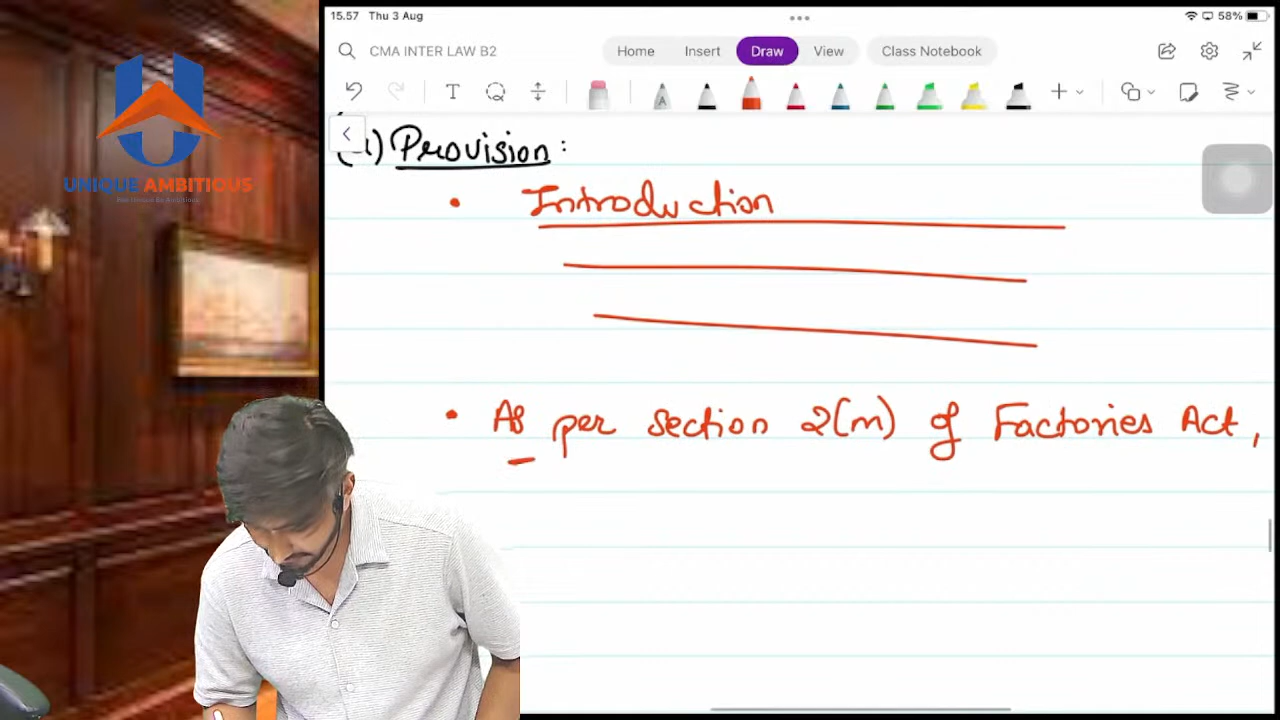 15.57 Thu 3 Aug
58%
CMA INTER LAW B2
Home Insert Draw View Class Notebook
UNIQUE AMBITIOUS
Provision:
• Introduction
• As per section 2(m) of Factories Act,